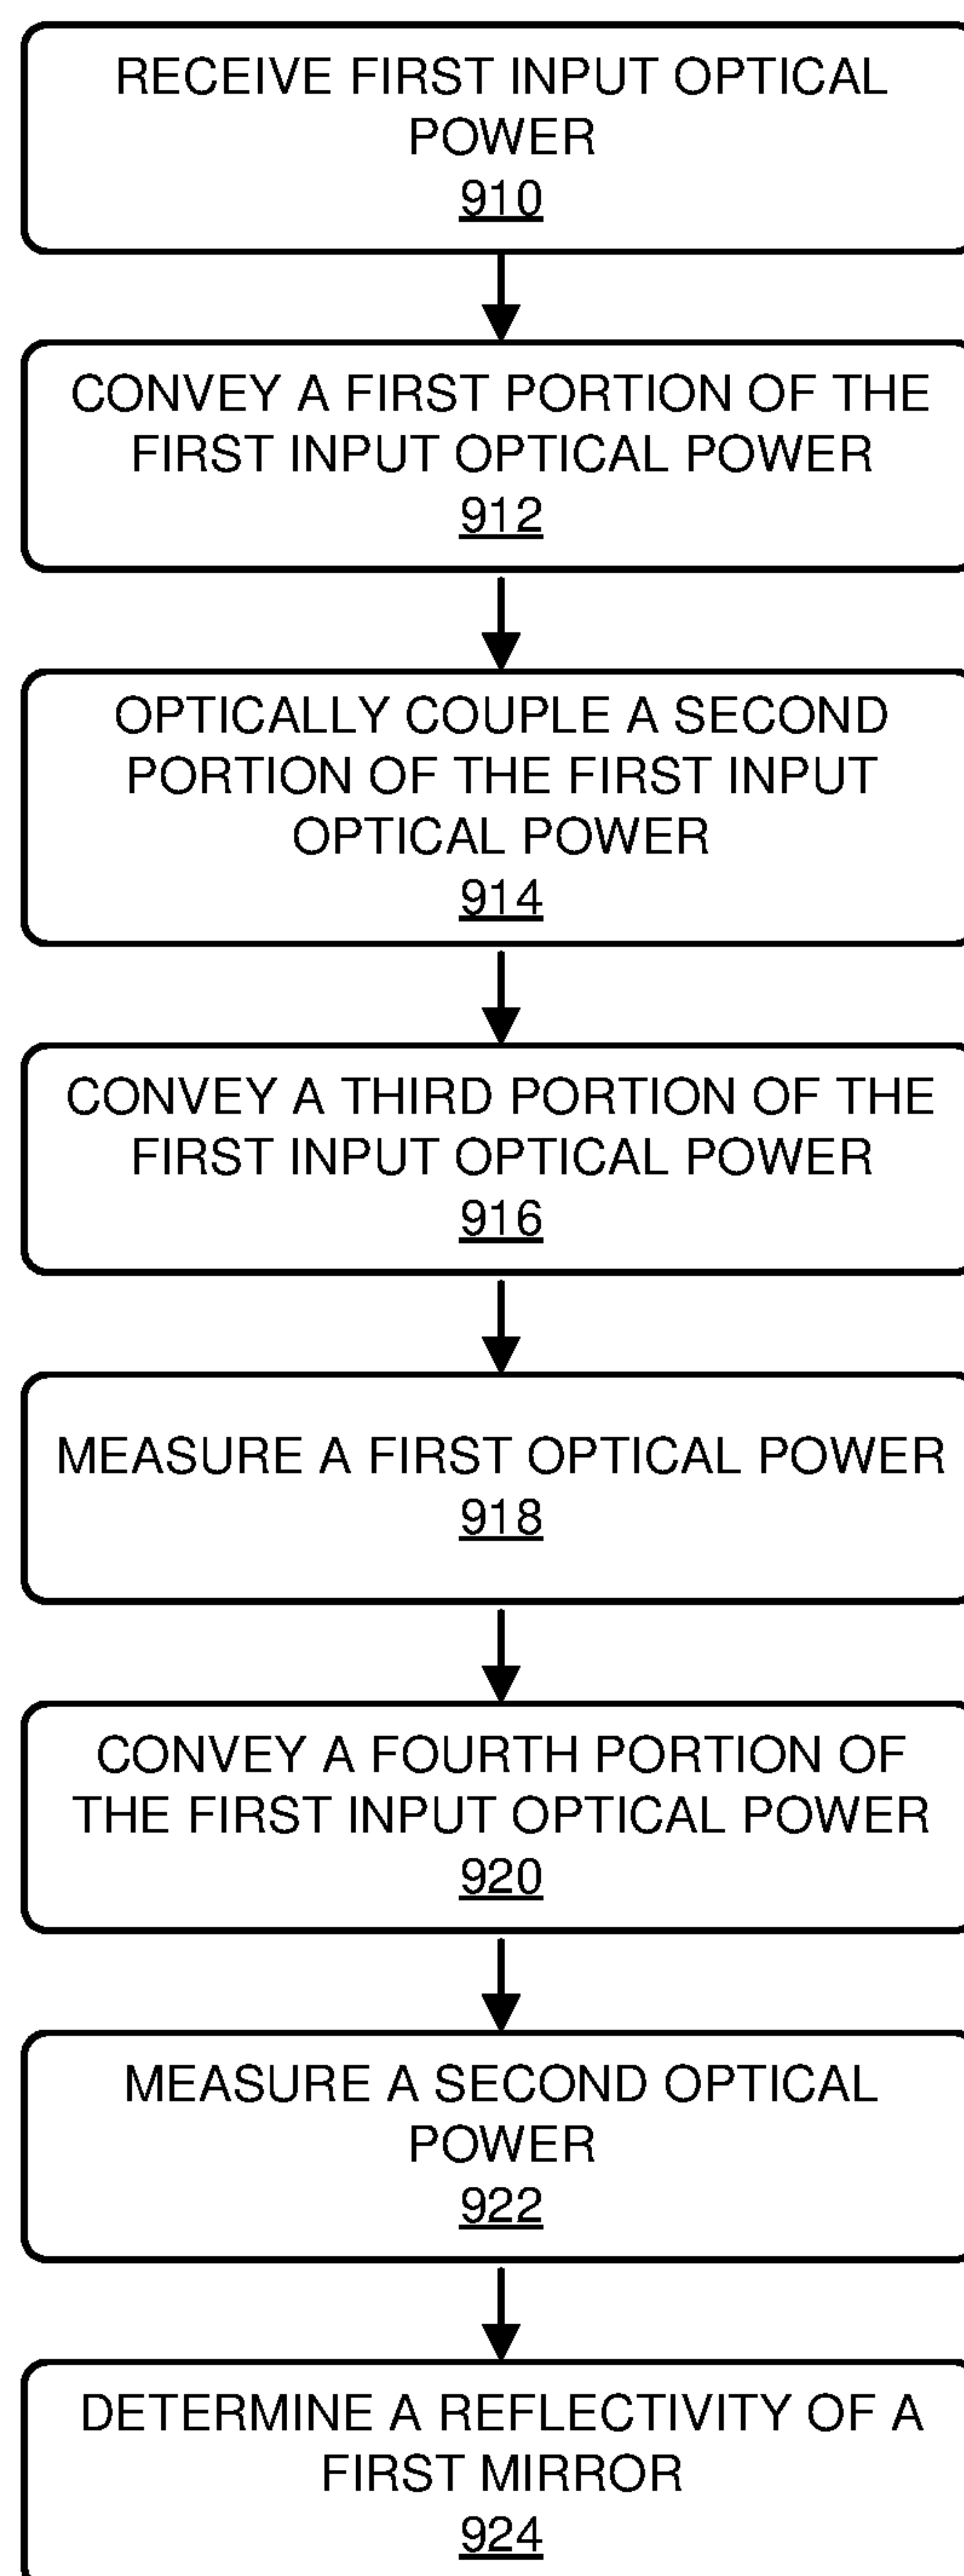 RECEIVE FIRST INPUT OPTICAL
POWER
910
CONVEY A FIRST PORTION OF THE
FIRST INPUT OPTICAL POWER
912
OPTICALLY COUPLE A SECOND
PORTION OF THE FIRST INPUT
OPTICAL POWER
914
CONVEY A THIRD PORTION OF THE
FIRST INPUT OPTICAL POWER
916
MEASURE A FIRST OPTICAL POWER
918
CONVEY A FOURTH PORTION OF
THE FIRST INPUT OPTICAL POWER
920
MEASURE A SECOND OPTICAL
POWER
922
DETERMINE A REFLECTIVITY OF A
FIRST MIRROR
924